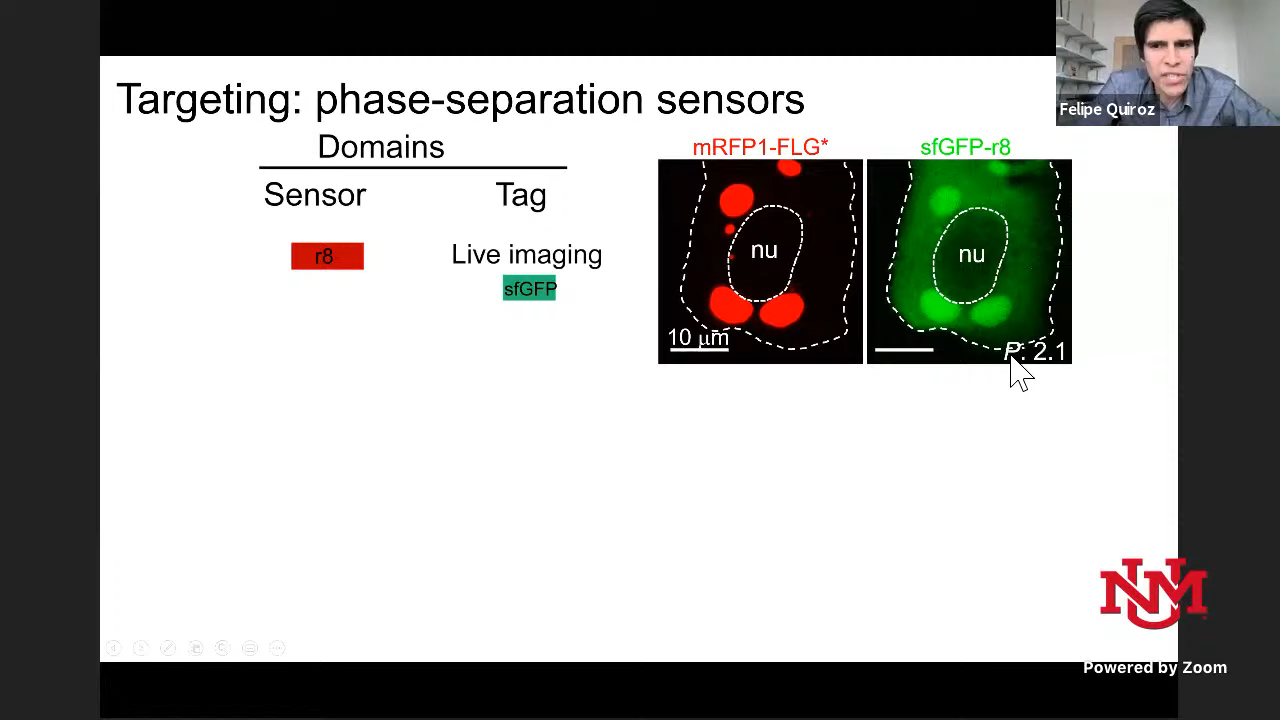 Targeting: phase-separation sensors
Felipe Quiroz
Domains
Sensor
Tag
r8
Live imaging
sfGFP
mRFP1-FLG*
sfGFP-r8
nu
nu
10 μm
P: 2.1
UNM
Powered by Zoom